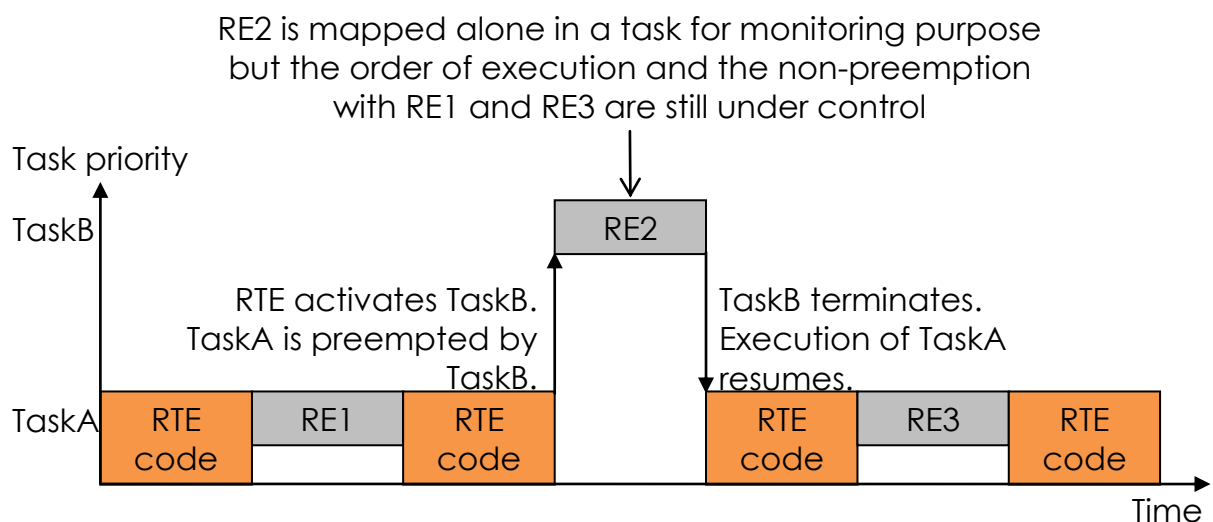 RE2 is mapped alone in a task for monitoring purpose
but the order of execution and the non-preemption
with RE1 and RE3 are still under control
Task priority
TaskB
RE2
RTE activates TaskB.
TaskA is preempted by
TaskB.
TaskB terminates.
Execution of TaskA
resumes.
TaskA
RTE
code
RE1
RTE
code
RTE
code
RE3
RTE
code
Time